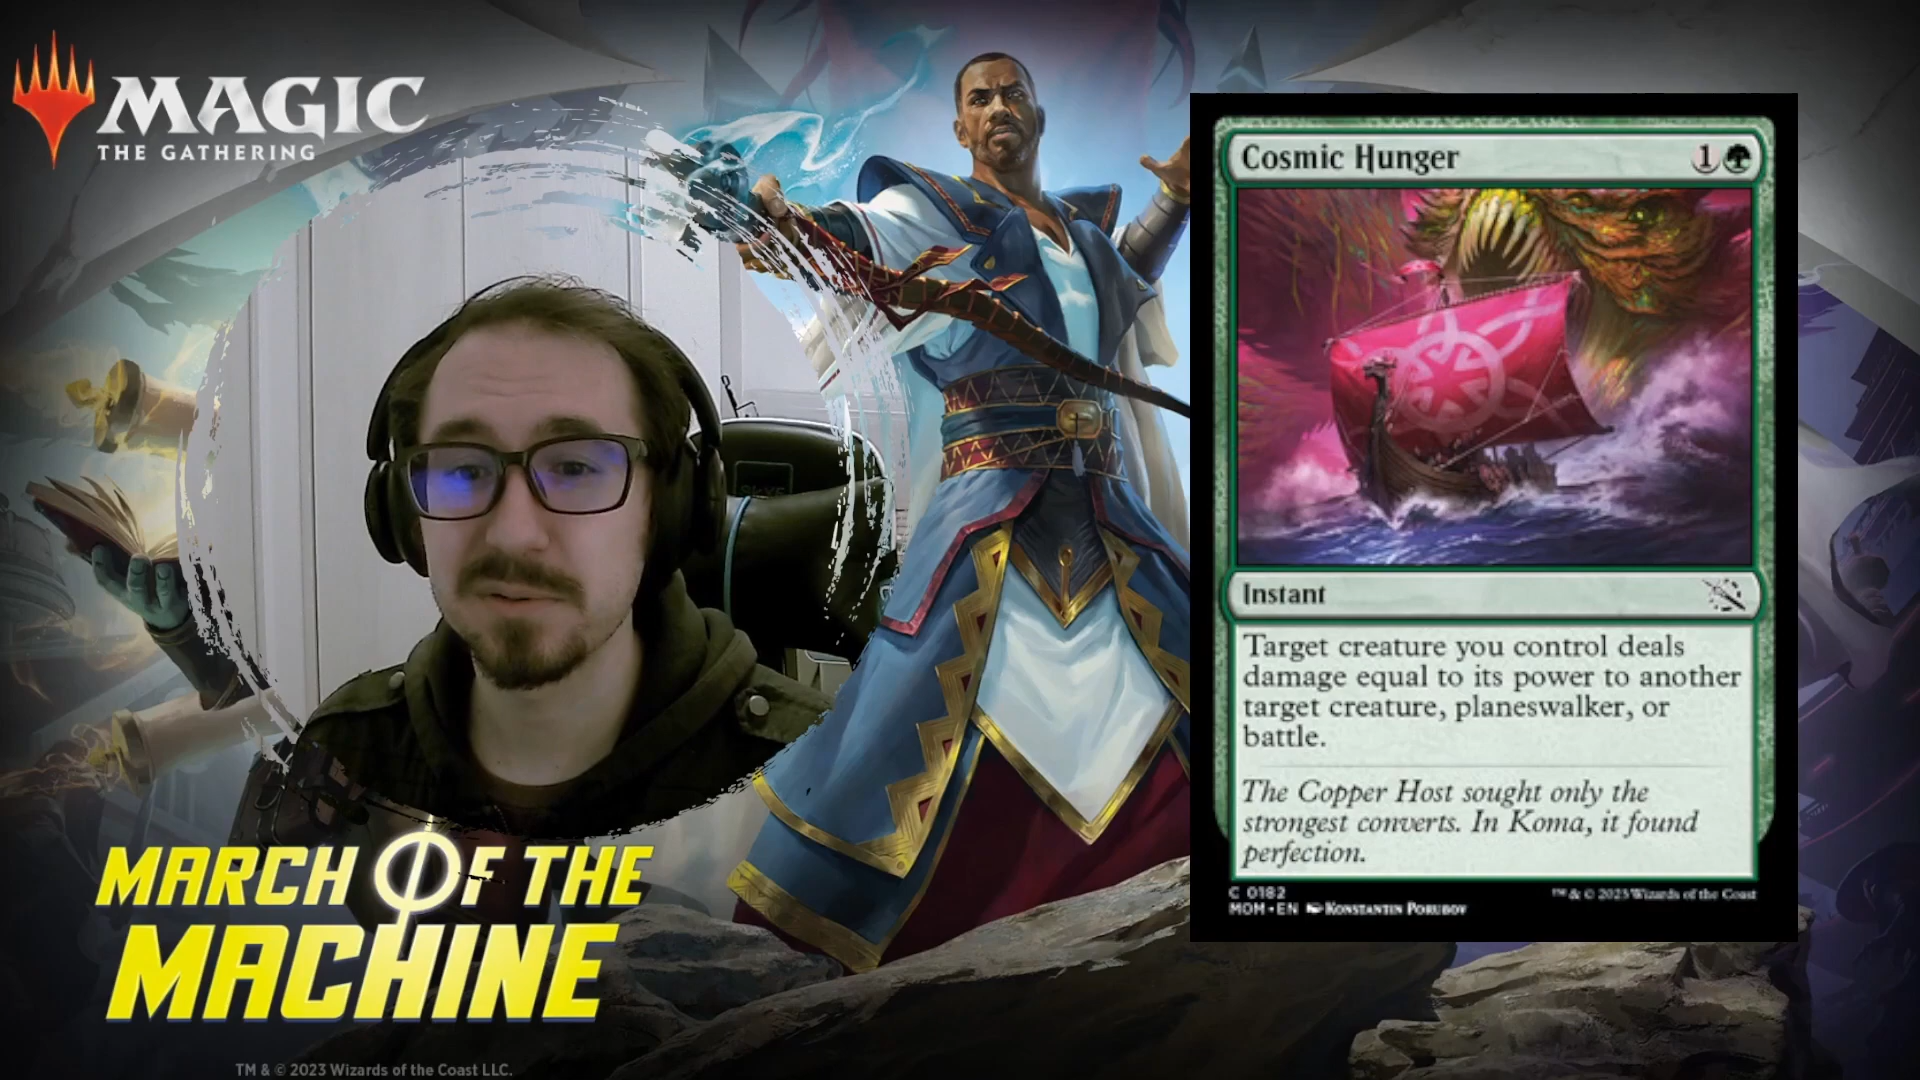 MAGIC
THE GATHERING
Cosmic Hunger 1
Instant
Target creature you control deals
damage equal to its power to another
target creature, planeswalker, or
battle.
The Copper Host sought only the
strongest converts. In Koma, it found
perfection.
C 0182
MOM • EN KONSTANTIN PORUBOV
™ & © 2023 Wizards of the Coast
MARCH OF THE
MACHINE
TM & © 2023 Wizards of the Coast LLC.